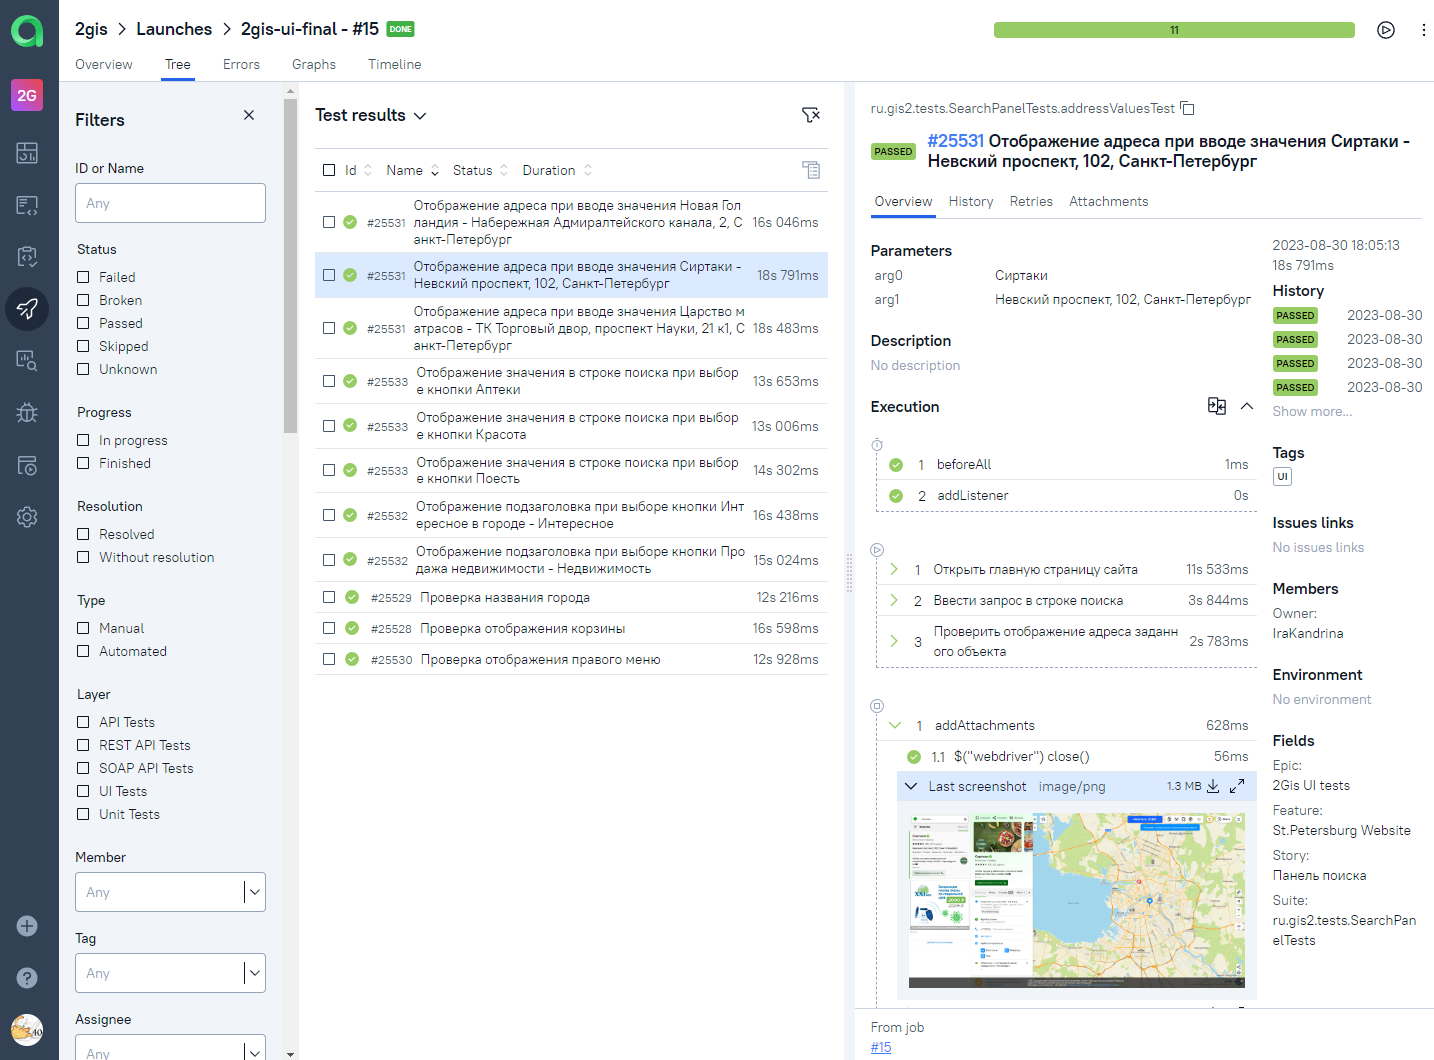 2gis > Launches > 2gis-ui-final - #15 DONE
11
Overview Tree Errors Graphs Timeline
2G
Filters
ID or Name
Any
Status
Failed
Broken
Passed
Skipped
Unknown
Progress
In progress
Finished
Resolution
Resolved
Without resolution
Type
Manual
Automated
Layer
API Tests
REST API Tests
SOAP API Tests
UI Tests
Unit Tests
Member
Any
Tag
Any
Assignee
Any
Test results
Id Name Status Duration
#25531 Отображение адреса при вводе значения Новая Гол
ландия - Набережная Адмиралтейского канала, 2, С
анкт-Петербург 16s 046ms
#25531 Отображение адреса при вводе значения Сиртаки -
Невский проспект, 102, Санкт-Петербург 18s 791ms
#25531 Отображение адреса при вводе значения Царство м
атрасов - ТК Торговый двор, проспект Науки, 21 к1, С
анкт-Петербург 18s 483ms
#25533 Отображение значения в строке поиска при выбор
е кнопки Аптеки 13s 653ms
#25533 Отображение значения в строке поиска при выбор
е кнопки Красота 13s 006ms
#25533 Отображение значения в строке поиска при выбор
е кнопки Поесть 14s 302ms
#25532 Отображение подзаголовка при выборе кнопки Инт
ересное в городе - Интересное 16s 438ms
#25532 Отображение подзаголовка при выборе кнопки Про
дажа недвижимости - Недвижимость 15s 024ms
#25529 Проверка названия города 12s 216ms
#25528 Проверка отображения корзины 16s 598ms
#25530 Проверка отображения правого меню 12s 928ms
ru.gis2.tests.SearchPanelTests.addressValuesTest
PASSED #25531 Отображение адреса при вводе значения Сиртаки -
Невский проспект, 102, Санкт-Петербург
Overview History Retries Attachments
Parameters
arg0 Сиртаки
arg1 Невский проспект, 102, Санкт-Петербург
Description
No description
Execution
1 beforeAll 1ms
2 addListener 0s
1 Открыть главную страницу сайта 11s 533ms
2 Ввести запрос в строке поиска 3s 844ms
3 Проверить отображение адреса заданн
ого объекта 2s 783ms
1 addAttachments 628ms
1.1 $("webdriver") close() 56ms
Last screenshot image/png 1.3 MB
2023-08-30 18:05:13
18s 791ms
History
PASSED 2023-08-30
PASSED 2023-08-30
PASSED 2023-08-30
PASSED 2023-08-30
Show more...
Tags
UI
Issues links
No issues links
Members
Owner:
IraKandrina
Environment
No environment
Fields
Epic:
2Gis UI tests
Feature:
St.Petersburg Website
Story:
Панель поиска
Suite:
ru.gis2.tests.SearchPan
elTests
From job
#15